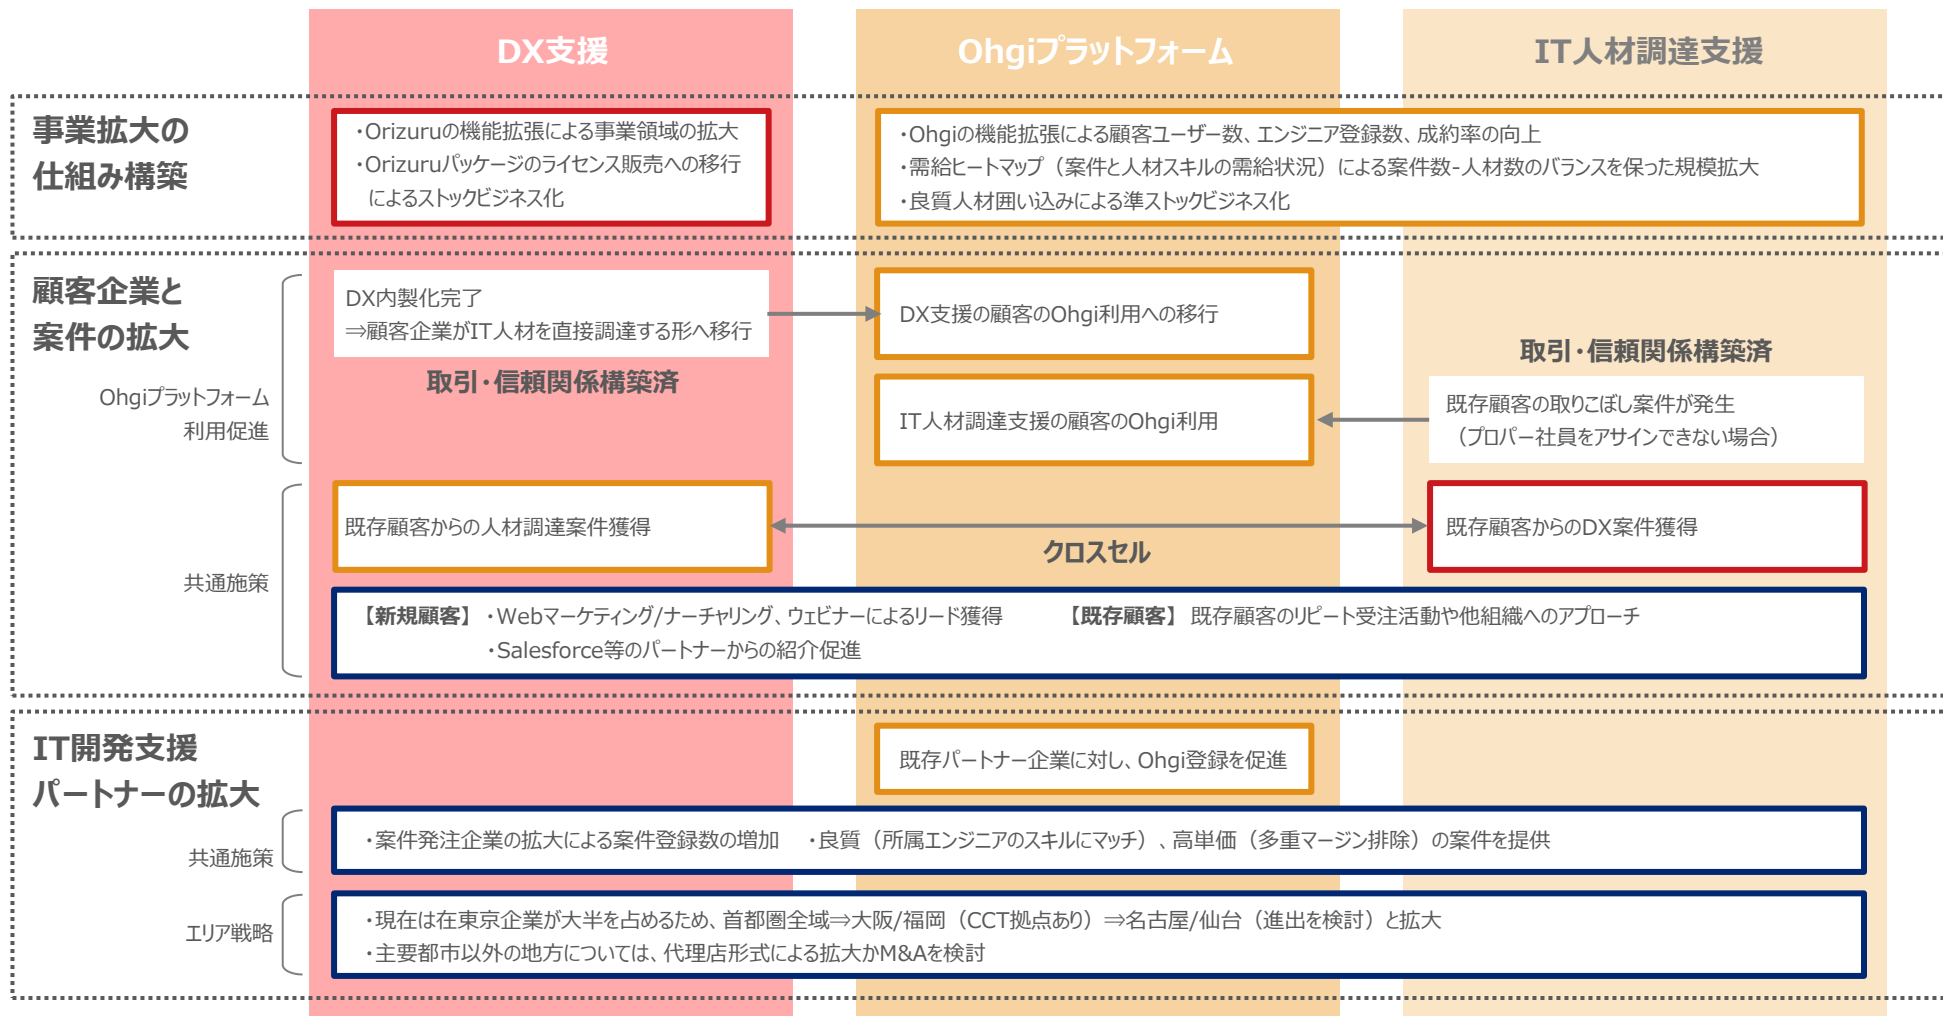 DX支援
Ohgiプラットフォーム
IT人材調達支援
事業拡大の
仕組み構築
・Orizuruの機能拡張による事業領域の拡大
・Orizuruパッケージのライセンス販売への移行
によるストックビジネス化
・Ohgiの機能拡張による顧客ユーザー数、エンジニア登録数、成約率の向上
・需給ヒートマップ（案件と人材スキルの需給状況）による案件数-人材数のバランスを保った規模拡大
・良質人材囲い込みによる準ストックビジネス化
顧客企業と
案件の拡大
Ohgiプラットフォーム
利用促進
DX内製化完了
⇒顧客企業がIT人材を直接調達する形へ移行
取引・信頼関係構築済
DX支援の顧客のOhgi利用への移行
IT人材調達支援の顧客のOhgi利用
取引・信頼関係構築済
既存顧客の取りこぼし案件が発生
（プロパー社員をアサインできない場合）
共通施策
既存顧客からの人材調達案件獲得
クロスセル
既存顧客からのDX案件獲得
【新規顧客】・Webマーケティング/ナーチャリング、ウェビナーによるリード獲得
・Salesforce等のパートナーからの紹介促進
【既存顧客】既存顧客のリピート受注活動や他組織へのアプローチ
IT開発支援
パートナーの拡大
既存パートナー企業に対し、Ohgi登録を促進
共通施策
・案件発注企業の拡大による案件登録数の増加　・良質（所属エンジニアのスキルにマッチ）、高単価（多重マージン排除）の案件を提供
エリア戦略
・現在は在東京企業が大半を占めるため、首都圏全域⇒大阪/福岡（CCT拠点あり）⇒名古屋/仙台（進出を検討）と拡大
・主要都市以外の地方については、代理店形式による拡大かM&Aを検討